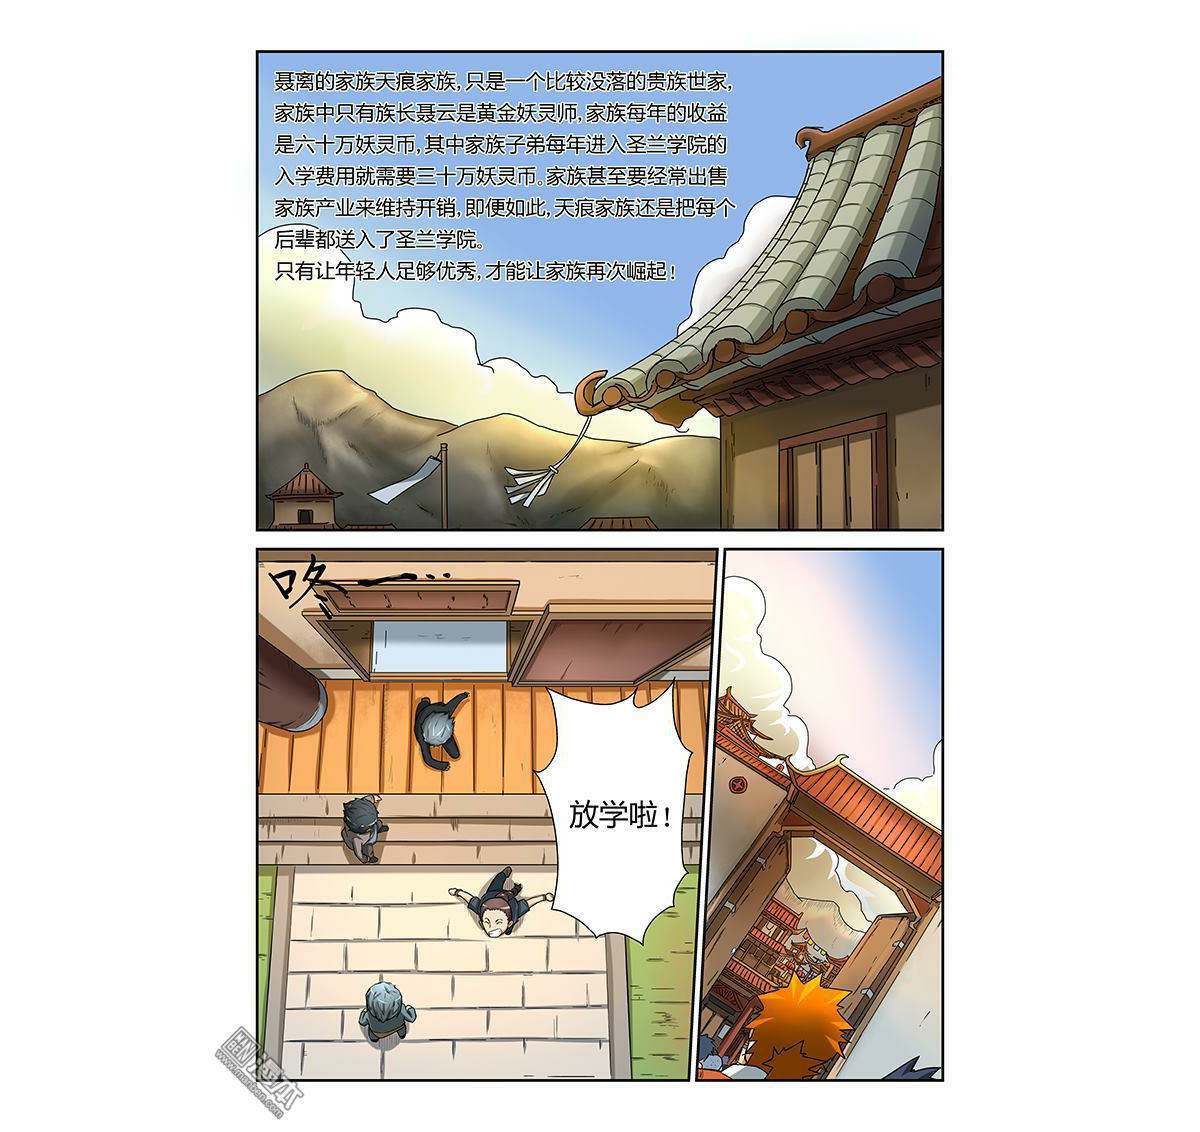 聂离的家族天痕家族,只是一个比较没落的贵族世家,
家族中只有族长聂云是黄金妖灵师,家族每年的收益
是六十万妖灵币,其中家族子弟每年进入圣兰学院的
入学费用就需要三十万妖灵币。家族甚至要经常出售
家族产业来维持开销,即便如此,天痕家族还是把每个
后辈都送入了圣兰学院。
只有让年轻人足够优秀,才能让家族再次崛起!
咚一··
放学啦!
www.manben.com